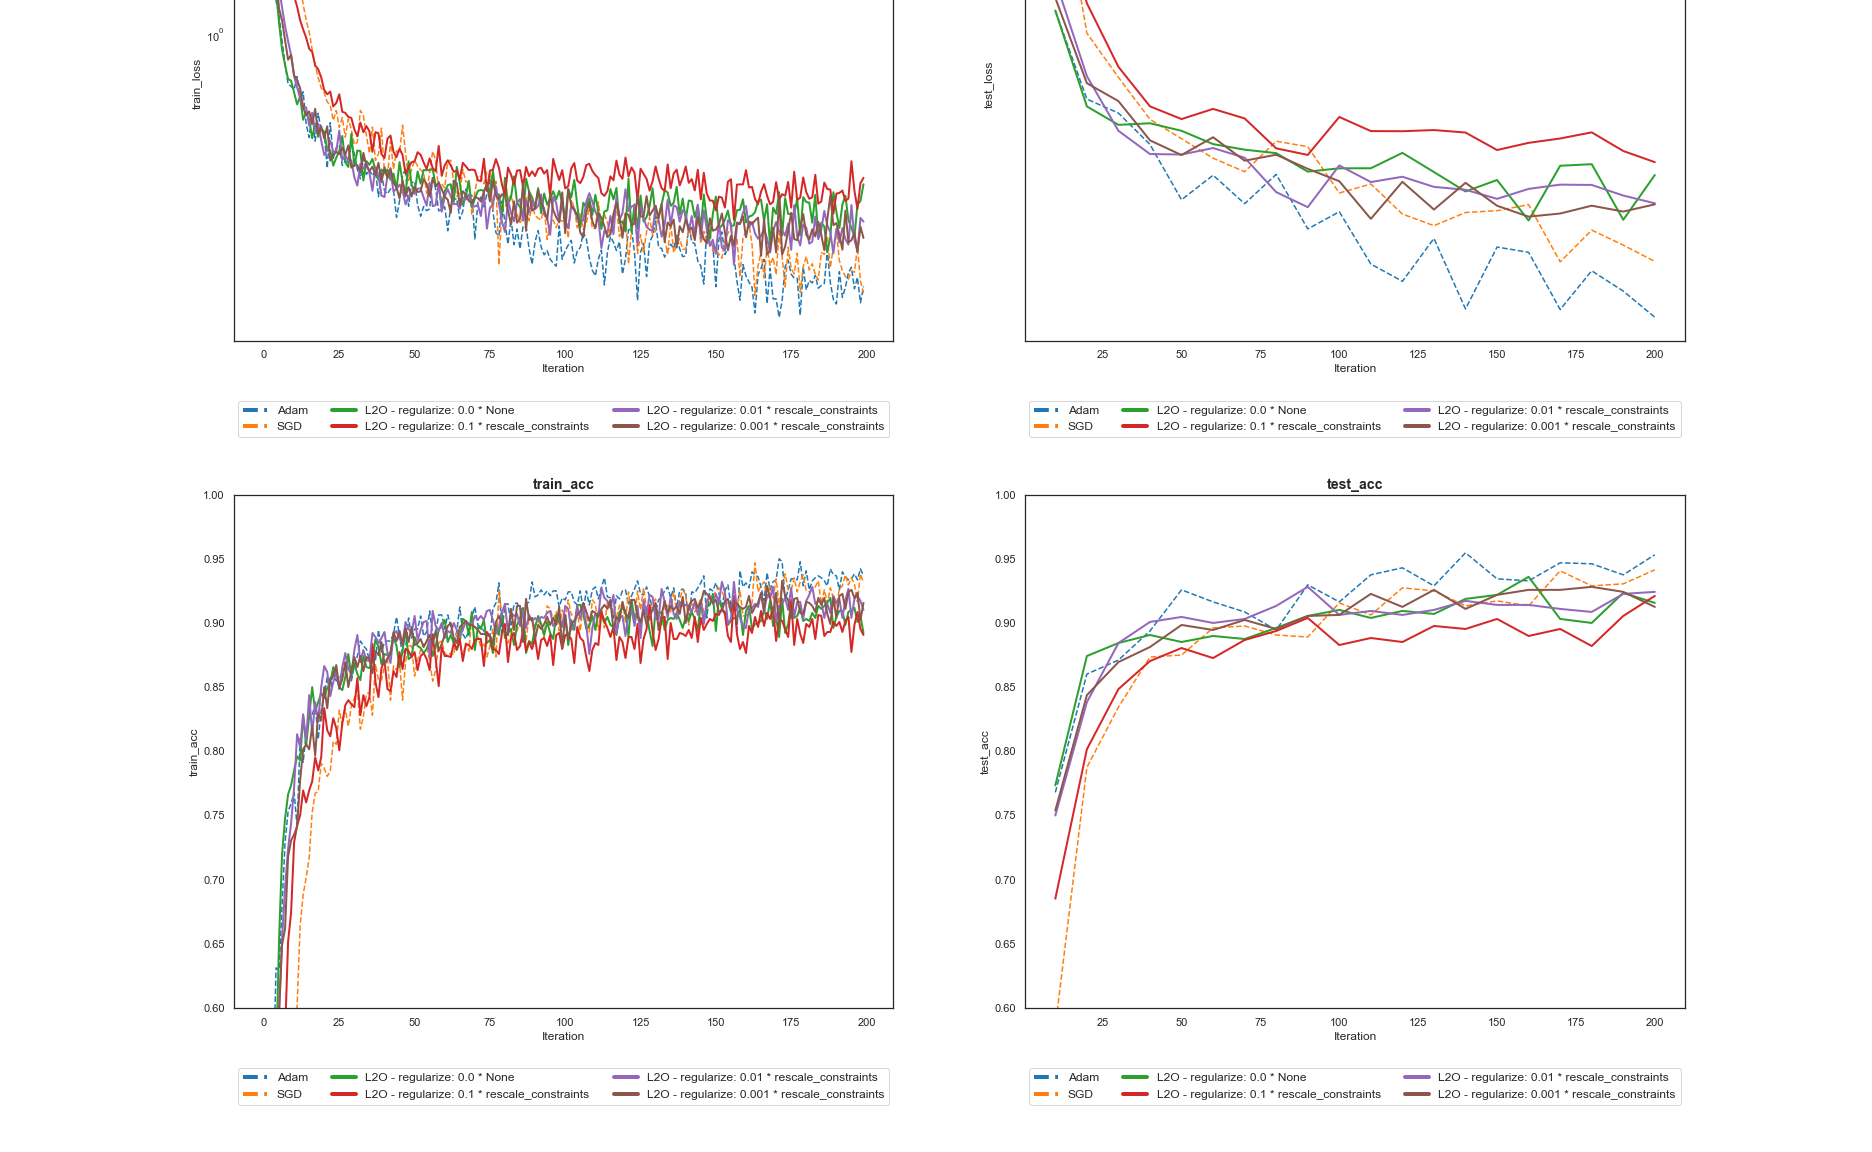 10^0
train_loss
0 25 50 75 100 125 150 175 200
Iteration
Adam L2O - regularize: 0.0 * None L2O - regularize: 0.01 * rescale_constraints
SGD L2O - regularize: 0.1 * rescale_constraints L2O - regularize: 0.001 * rescale_constraints
test_loss
25 50 75 100 125 150 175 200
Iteration
Adam L2O - regularize: 0.0 * None L2O - regularize: 0.01 * rescale_constraints
SGD L2O - regularize: 0.1 * rescale_constraints L2O - regularize: 0.001 * rescale_constraints
train_acc
1.00
0.95
0.90
0.85
0.80
0.75
0.70
0.65
0.60
train_acc
0 25 50 75 100 125 150 175 200
Iteration
Adam L2O - regularize: 0.0 * None L2O - regularize: 0.01 * rescale_constraints
SGD L2O - regularize: 0.1 * rescale_constraints L2O - regularize: 0.001 * rescale_constraints
test_acc
1.00
0.95
0.90
0.85
0.80
0.75
0.70
0.65
0.60
test_acc
25 50 75 100 125 150 175 200
Iteration
Adam L2O - regularize: 0.0 * None L2O - regularize: 0.01 * rescale_constraints
SGD L2O - regularize: 0.1 * rescale_constraints L2O - regularize: 0.001 * rescale_constraints